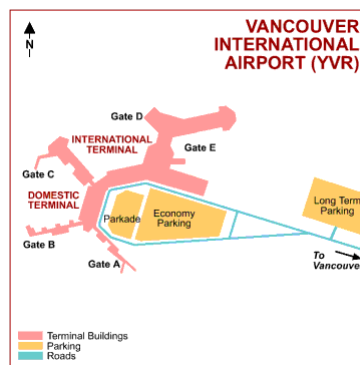 VANCOUVER
INTERNATIONAL
AIRPORT (YVR)
N
Gate D
INTERNATIONAL
TERMINAL
Gate E
Gate C
DOMESTIC
TERMINAL
Long Term
Parking
Parkade
Economy
Parking
Gate B
Gate A
To
Vancouver
Terminal Buildings
Parking
Roads